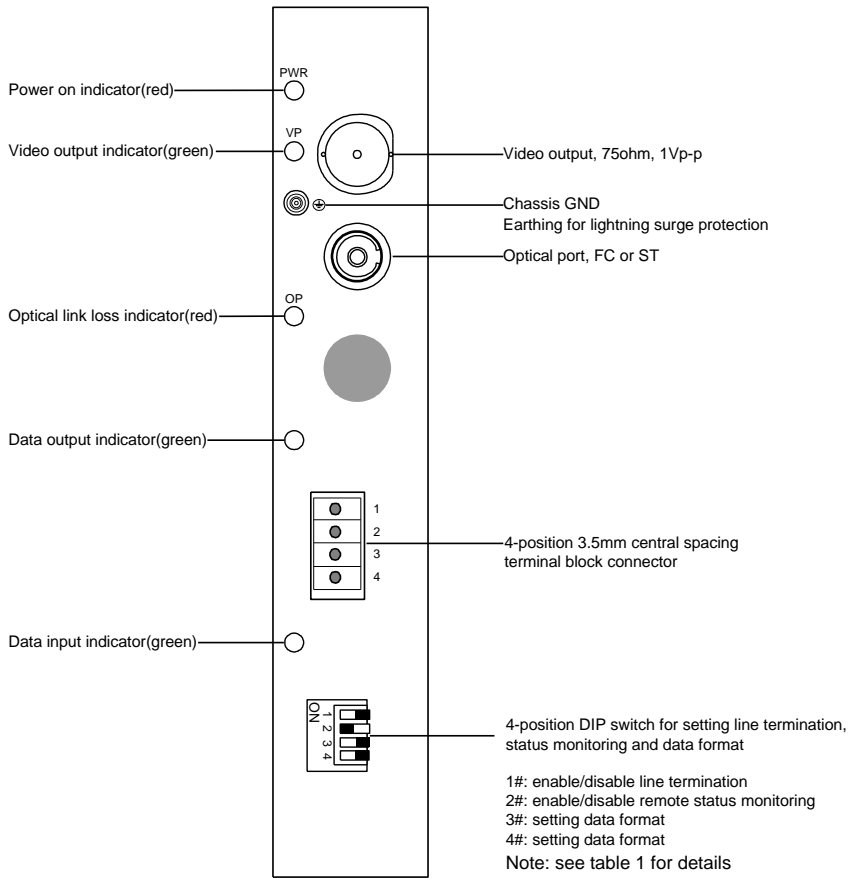 PWR
Power on indicator(red)
VP
Video output indicator(green)
Video output, 75ohm, 1Vp-p
Chassis GND
Earthing for lightning surge protection
Optical port, FC or ST
OP
Optical link loss indicator(red)
Data output indicator(green)
1
2
3
4
4-position 3.5mm central spacing
terminal block connector
Data input indicator(green)
ON
1
2
3
4
4-position DIP switch for setting line termination,
status monitoring and data format
1#: enable/disable line termination
2#: enable/disable remote status monitoring
3#: setting data format
4#: setting data format
Note: see table 1 for details